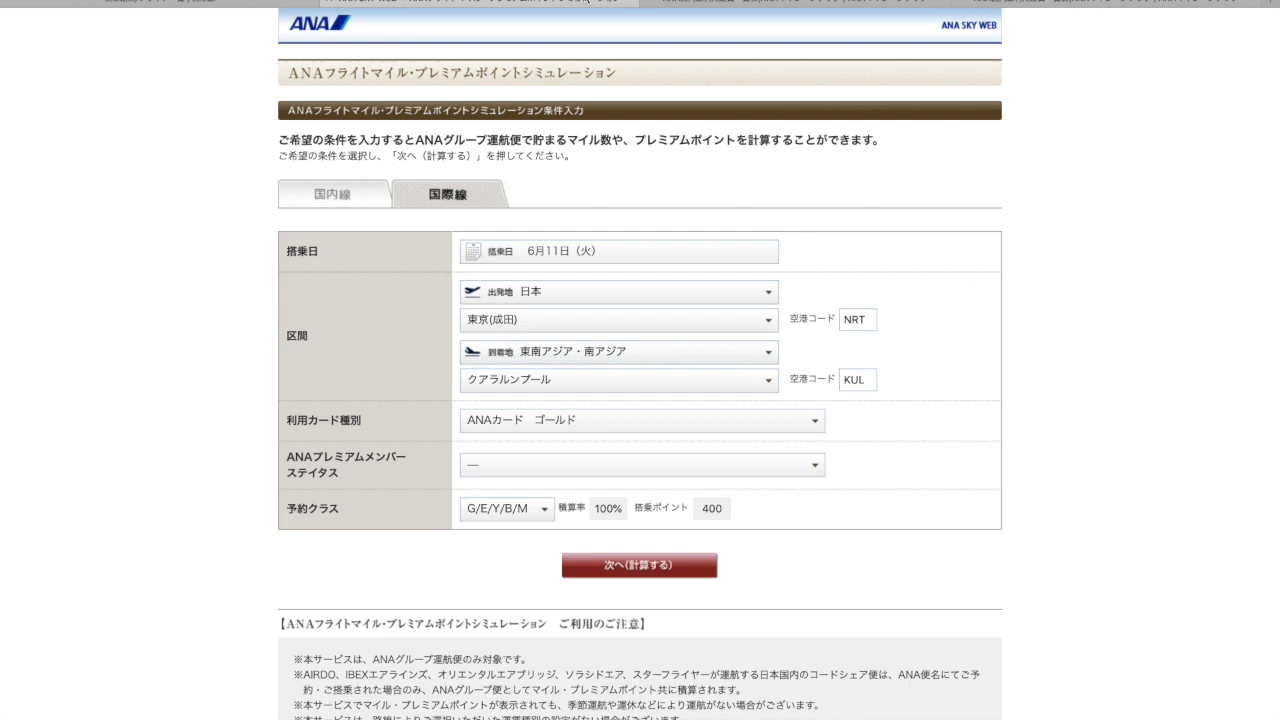 ANA
ANA SKY WEB
ANAフライトマイル・プレミアムポイントシミュレーション
ANAフライトマイル・プレミアムポイントシミュレーション条件入力
ご希望の条件を入力するとANAグループ運航便で貯まるマイル数や、プレミアムポイントを計算することができます。
ご希望の条件を選択し、「次へ（計算する）」を押してください。
国内線 国際線
搭乗日 搭乗日 6月11日（火）
区間
出発地 日本
東京(成田) 空港コード NRT
到着地 東南アジア・南アジア
クアラルンプール 空港コード KUL
利用カード種別 ANAカード　ゴールド
ANAプレミアムメンバー
ステイタス —
予約クラス G/E/Y/B/M 積算率 100% 搭乗ポイント 400
次へ(計算する)
【ANAフライトマイル・プレミアムポイントシミュレーション　ご利用のご注意】
※本サービスは、ANAグループ運航便のみ対象です。
※AIRDO、IBEXエアラインズ、オリエンタルエアブリッジ、ソラシドエア、スターフライヤーが運航する日本国内のコードシェア便は、ANA便名にてご予
約・ご搭乗された場合のみ、ANAグループ便としてマイル・プレミアムポイント共に積算されます。
※本サービスでマイル・プレミアムポイントが表示されても、季節運航や運休などにより運航がない場合がございます。